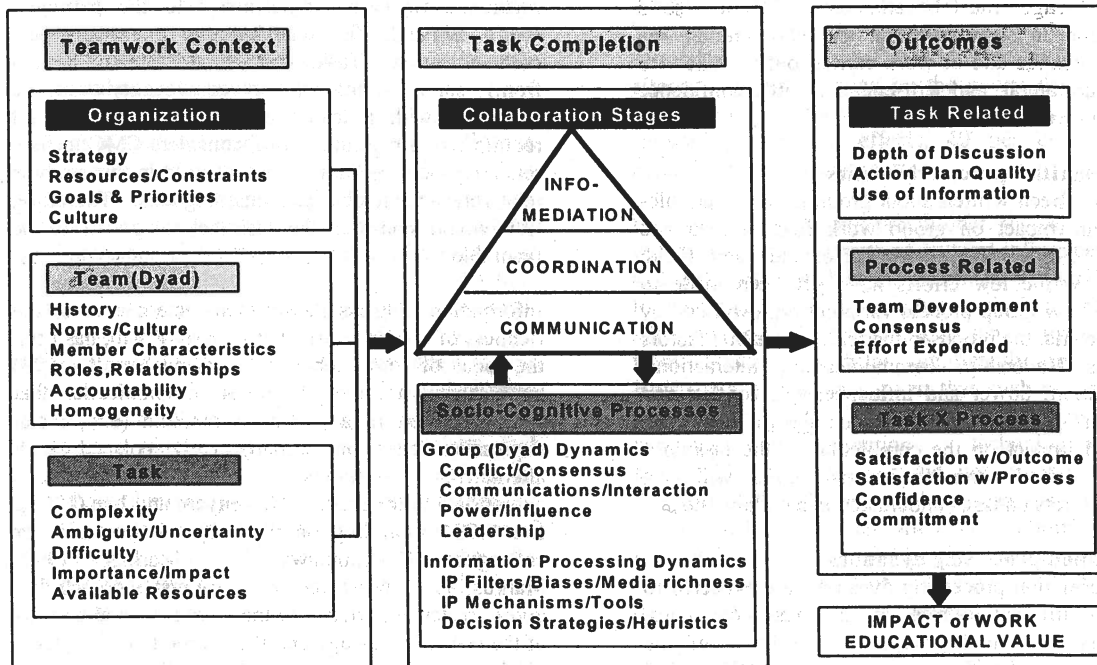 Teamwork Context
Organization
Strategy
Resources/Constraints
Goals & Priorities
Culture
Team(Dyad)
History
Norms/Culture
Member Characteristics
Roles,Relationships
Accountability
Homogeneity
Task
Complexity
Ambiguity/Uncertainty
Difficulty
Importance/Impact
Available Resources
Task Completion
Collaboration Stages
INFO-
MEDIATION
COORDINATION
COMMUNICATION
Socio-Cognitive Processes
Group(Dyad) Dynamics
Conflict/Consensus
Communications/Interaction
Power/Influence
Leadership
Information Processing Dynamics
IP Filters/Biases/Media richness
IP Mechanisms/Tools
Decision Strategies/Heuristics
Outcomes
Task Related
Depth of Discussion
Action Plan Quality
Use of Information
Process Related
Team Development
Consensus
Effort Expended
Task X Process
Satisfaction w/Outcome
Satisfaction w/Process
Confidence
Commitment
IMPACT of WORK
EDUCATIONAL VALUE